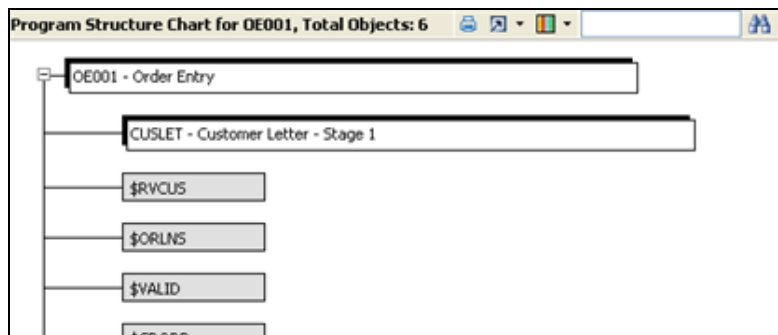 Program Structure Chart for OE001, Total Objects: 6
OE001 - Order Entry
CUSLET - Customer Letter - Stage 1
$RVCUS
$ORLNS
$VALID